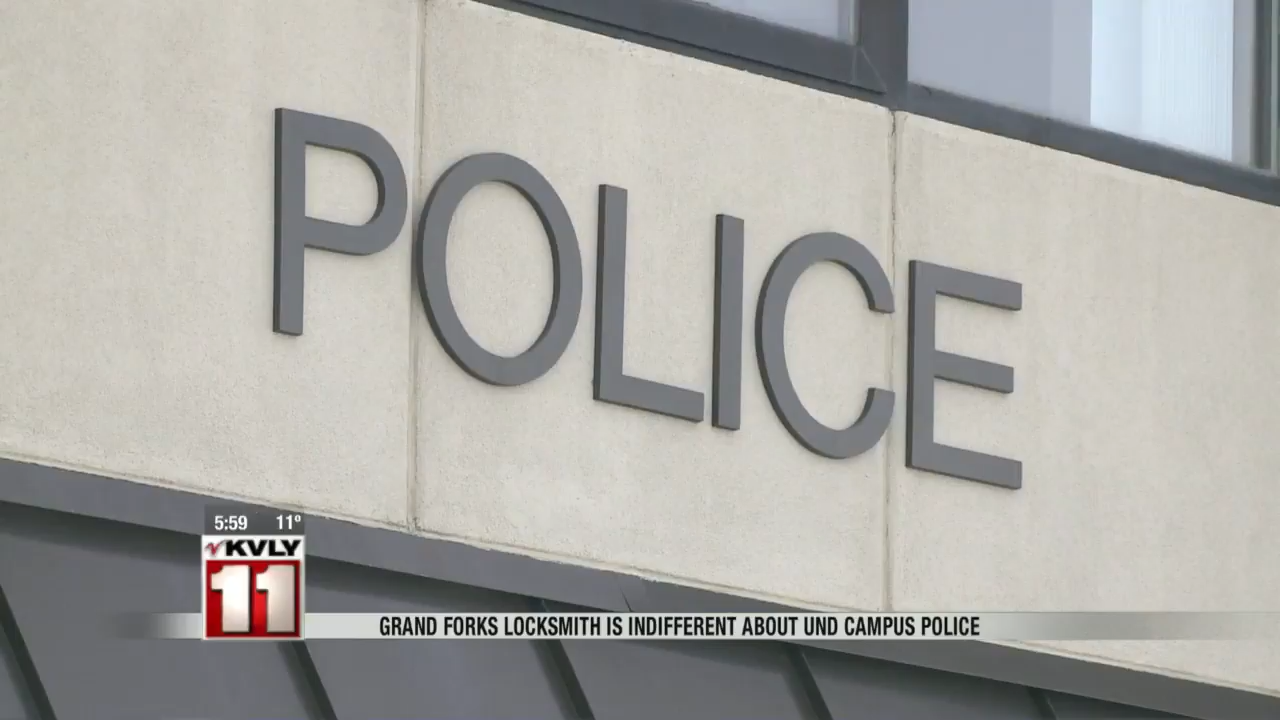 POLICE
5:59 11°
KVLY
11
GRAND FORKS LOCKSMITH IS INDIFFERENT ABOUT UND CAMPUS POLICE